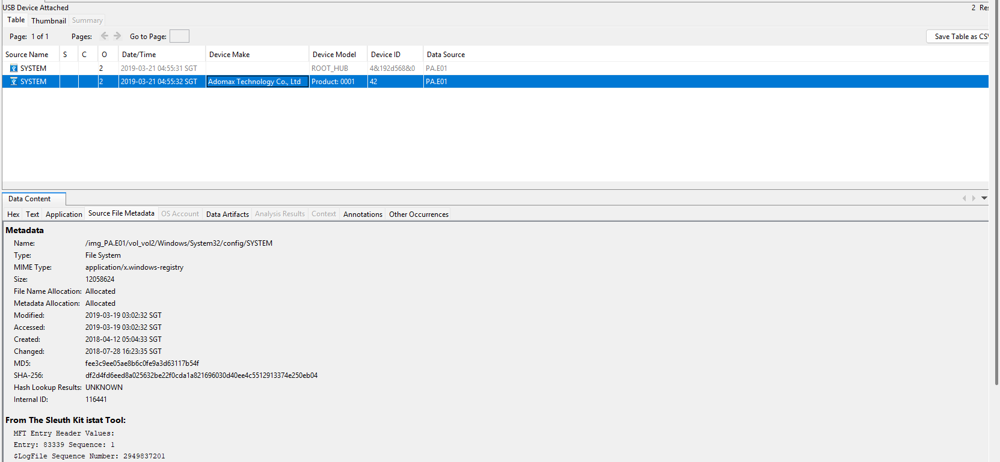 USB Device Attached 2 Res
Table Thumbnail Summary
Page: 1 of 1 Pages: Go to Page: Save Table as CSV
Source Name S C O Date/Time Device Make Device Model Device ID Data Source
SYSTEM 2 2019-03-21 04:55:31 SGT ROOT_HUB 4&192d568&0 PA.E01
SYSTEM 2 2019-03-21 04:55:32 SGT Adomax Technology Co., Ltd Product: 0001 42 PA.E01
Data Content
Hex Text Application Source File Metadata OS Account Data Artifacts Analysis Results Context Annotations Other Occurrences
Metadata
Name: /img_PA.E01/vol_vol2/Windows/System32/config/SYSTEM
Type: File System
MIME Type: application/x.windows-registry
Size: 12058624
File Name Allocation: Allocated
Metadata Allocation: Allocated
Modified: 2019-03-19 03:02:32 SGT
Accessed: 2019-03-19 03:02:32 SGT
Created: 2018-04-12 05:04:33 SGT
Changed: 2018-07-28 16:23:35 SGT
MD5: fee3c9ee05ae8b6c0fe9a3d63117b54f
SHA-256: df2d4fd6eed8a025632be22f0cda1a821696030d40ee4c5512913374e250eb04
Hash Lookup Results: UNKNOWN
Internal ID: 116441
From The Sleuth Kit istat Tool:
MFT Entry Header Values:
Entry: 83339 Sequence: 1
$LogFile Sequence Number: 2949837201